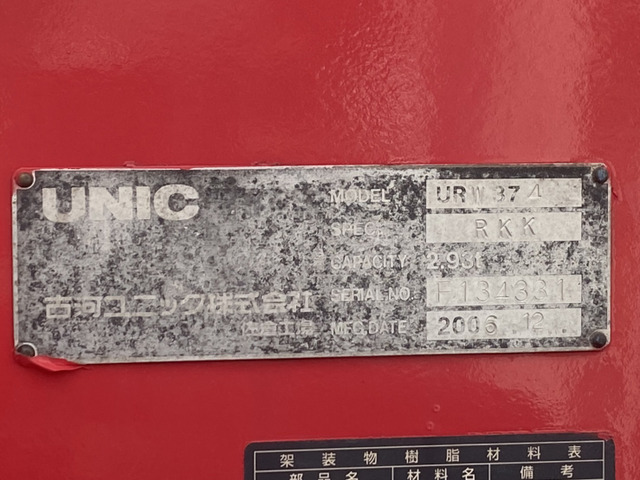 UNIC
MODEL URW374
SPEC. RKK
CAPACITY 2.93t
SERIAL NO. F134331
MFG.DATE 2006 12
古河ユニック株式会社
佐倉工場
架装物樹脂材料表
部品名 材料名 備考